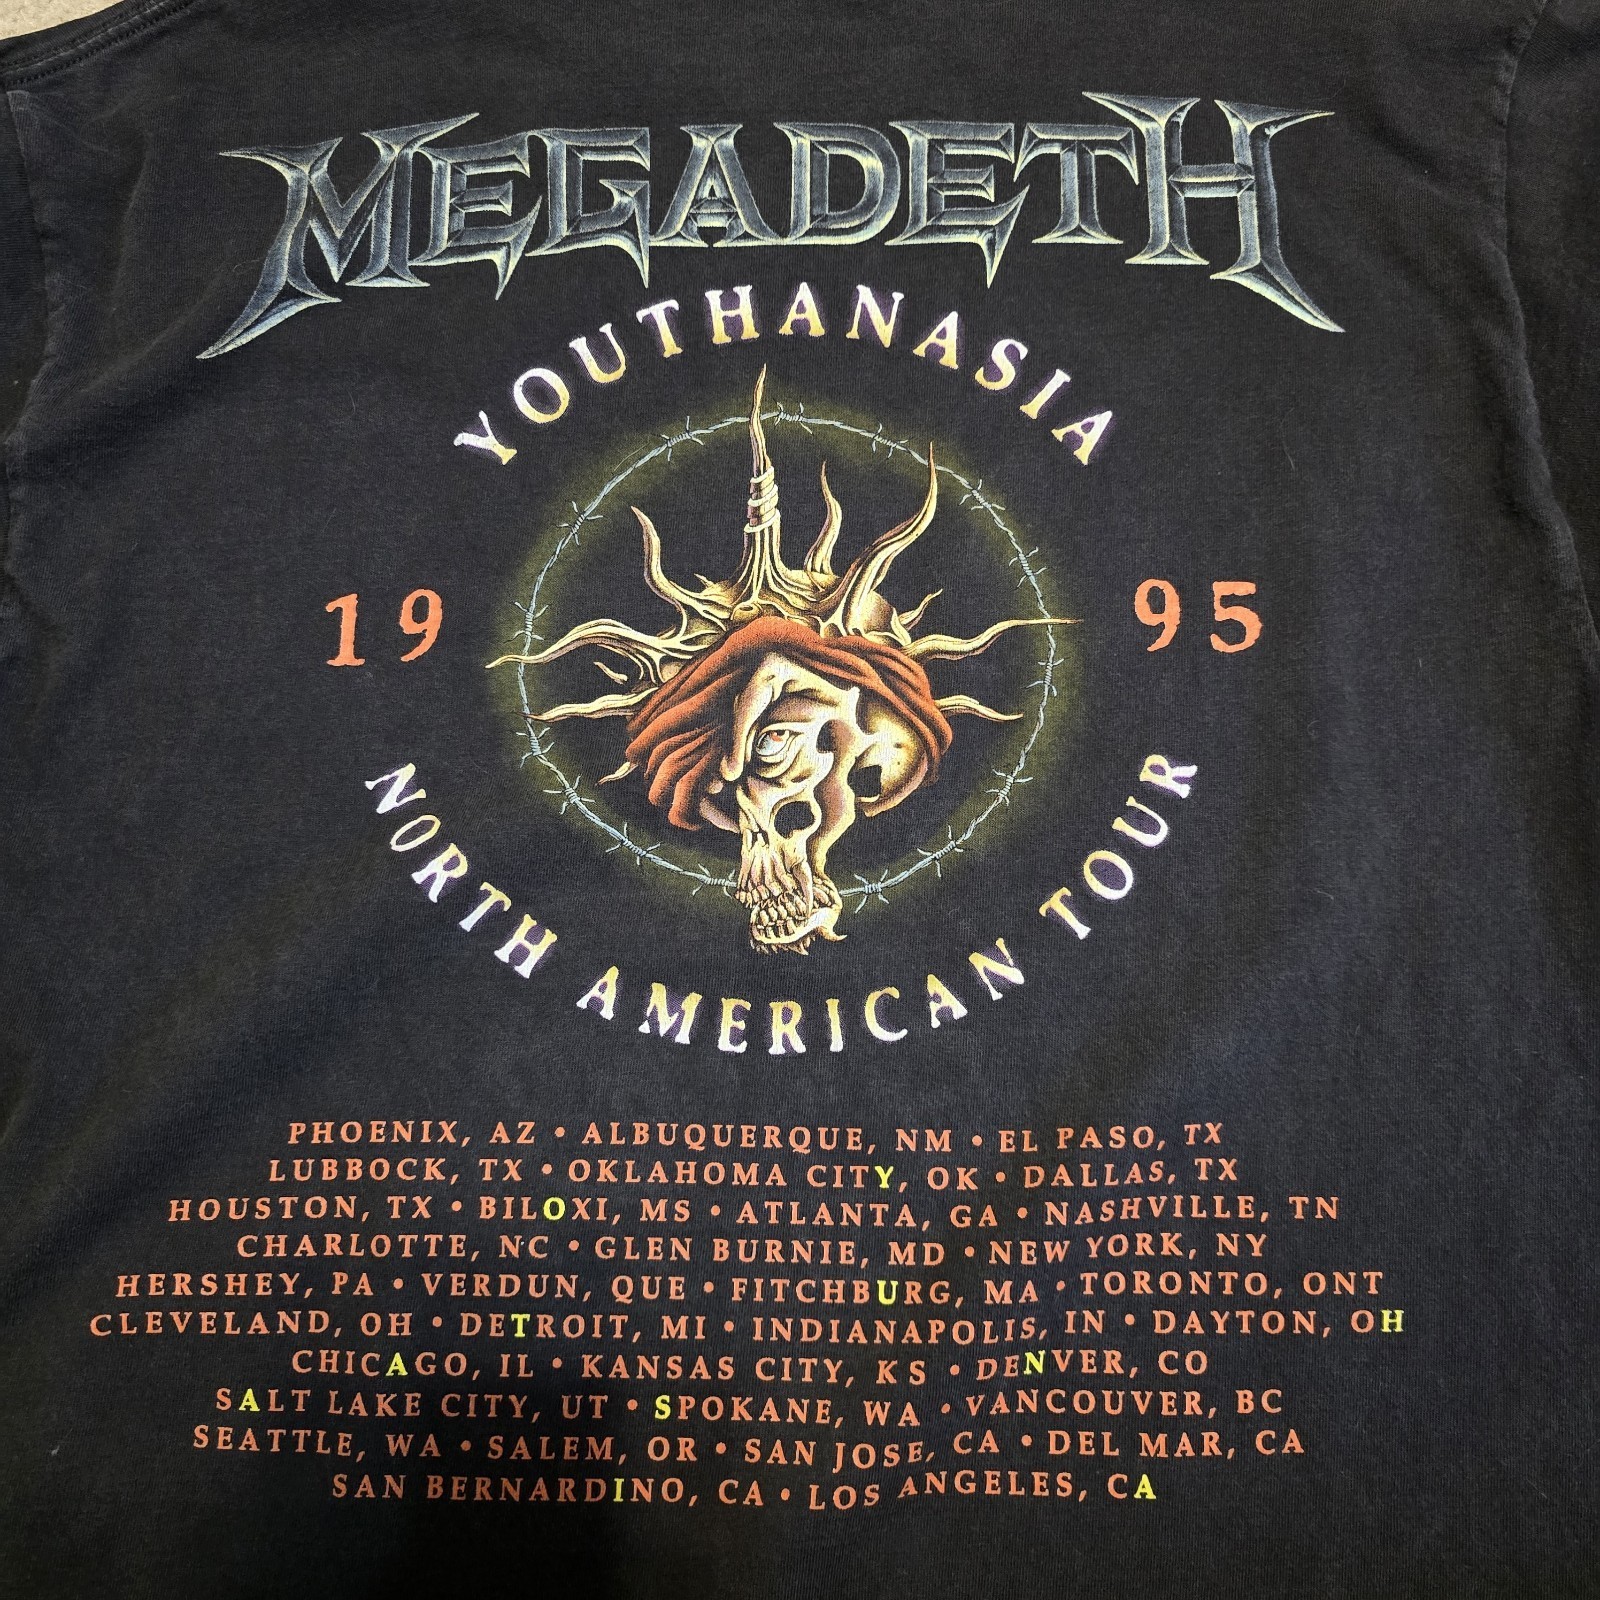 MEGADETH
YOUTHANASIA
19 95
NORTH AMERICAN TOUR
PHOENIX, AZ • ALBUQUERQUE, NM • EL PASO, TX
LUBBOCK, TX • OKLAHOMA CITY, OK • DALLAS, TX
HOUSTON, TX • BILOXI, MS • ATLANTA, GA • NASHVILLE, TN
CHARLOTTE, NC • GLEN BURNIE, MD • NEW YORK, NY
HERSHEY, PA • VERDUN, QUE • FITCHBURG, MA • TORONTO, ONT
CLEVELAND, OH • DETROIT, MI • INDIANAPOLIS, IN • DAYTON, OH
CHICAGO, IL • KANSAS CITY, KS • DENVER, CO
SALT LAKE CITY, UT • SPOKANE, WA • VANCOUVER, BC
SEATTLE, WA • SALEM, OR • SAN JOSE, CA • DEL MAR, CA
SAN BERNARDINO, CA • LOS ANGELES, CA